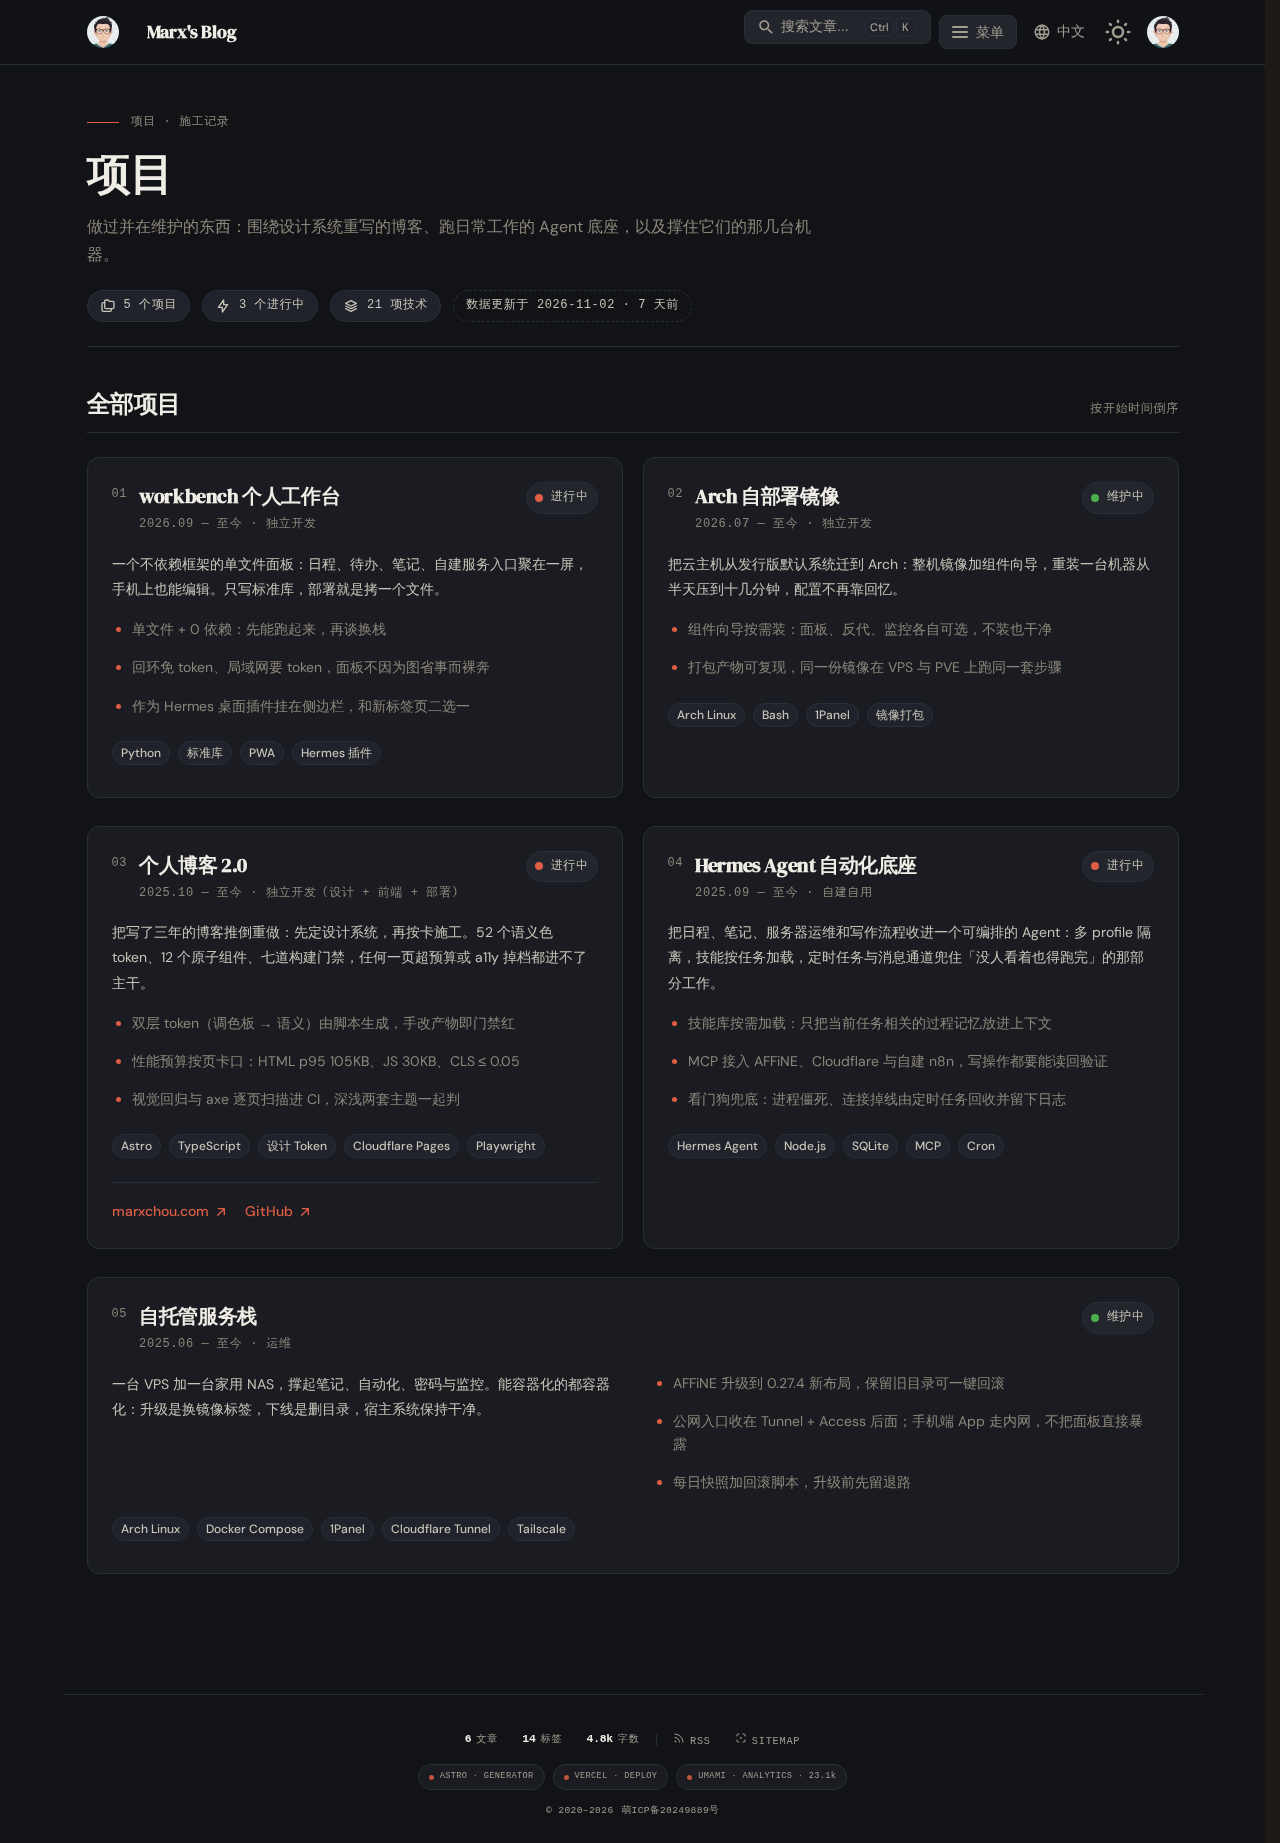 Marx's Blog
搜索文章... Ctrl K
菜单
中文
项目 · 施工记录
项目
做过并在维护的东西：围绕设计系统重写的博客、跑日常工作的 Agent 底座，以及撑住它们的那几台机
器。
5 个项目
3 个进行中
21 项技术
数据更新于 2026-11-02 · 7 天前
全部项目
按开始时间倒序
01 workbench 个人工作台
进行中
2026.09 — 至今 · 独立开发
一个不依赖框架的单文件面板：日程、待办、笔记、自建服务入口聚在一屏，
手机上也能编辑。只写标准库，部署就是拷一个文件。
单文件 + 0 依赖：先能跑起来，再谈换栈
回环免 token、局域网要 token，面板不因为图省事而裸奔
作为 Hermes 桌面插件挂在侧边栏，和新标签页二选一
Python 标准库 PWA Hermes 插件
02 Arch 自部署镜像
维护中
2026.07 — 至今 · 独立开发
把云主机从发行版默认系统迁到 Arch：整机镜像加组件向导，重装一台机器从
半天压到十几分钟，配置不再靠回忆。
组件向导按需装：面板、反代、监控各自可选，不装也干净
打包产物可复现，同一份镜像在 VPS 与 PVE 上跑同一套步骤
Arch Linux Bash 1Panel 镜像打包
03 个人博客 2.0
进行中
2025.10 — 至今 · 独立开发（设计 + 前端 + 部署）
把写了三年的博客推倒重做：先定设计系统，再按卡施工。52 个语义色
token、12 个原子组件、七道构建门禁，任何一页超预算或 a11y 掉档都进不了
主干。
双层 token（调色板 → 语义）由脚本生成，手改产物即门禁红
性能预算按页卡口：HTML p95 105KB、JS 30KB、CLS ≤ 0.05
视觉回归与 axe 逐页扫描进 CI，深浅两套主题一起判
Astro TypeScript 设计 Token Cloudflare Pages Playwright
marxchou.com GitHub
04 Hermes Agent 自动化底座
进行中
2025.09 — 至今 · 自建自用
把日程、笔记、服务器运维和写作流程收进一个可编排的 Agent：多 profile 隔
离，技能按任务加载，定时任务与消息通道兜住「没人看着也得跑完」的那部
分工作。
技能库按需加载：只把当前任务相关的过程记忆放进上下文
MCP 接入 AFFiNE、Cloudflare 与自建 n8n，写操作都要能读回验证
看门狗兜底：进程僵死、连接掉线由定时任务回收并留下日志
Hermes Agent Node.js SQLite MCP Cron
05 自托管服务栈
维护中
2025.06 — 至今 · 运维
一台 VPS 加一台家用 NAS，撑起笔记、自动化、密码与监控。能容器化的都容器
化：升级是换镜像标签，下线是删目录，宿主系统保持干净。
AFFiNE 升级到 0.27.4 新布局，保留旧目录可一键回滚
公网入口收在 Tunnel + Access 后面；手机端 App 走内网，不把面板直接暴
露
每日快照加回滚脚本，升级前先留退路
Arch Linux Docker Compose 1Panel Cloudflare Tunnel Tailscale
6 文章 14 标签 4.8k 字数 RSS SITEMAP
ASTRO · GENERATOR VERCEL · DEPLOY UMAMI · ANALYTICS · 23.1k
© 2020–2026 萌ICP备20249889号